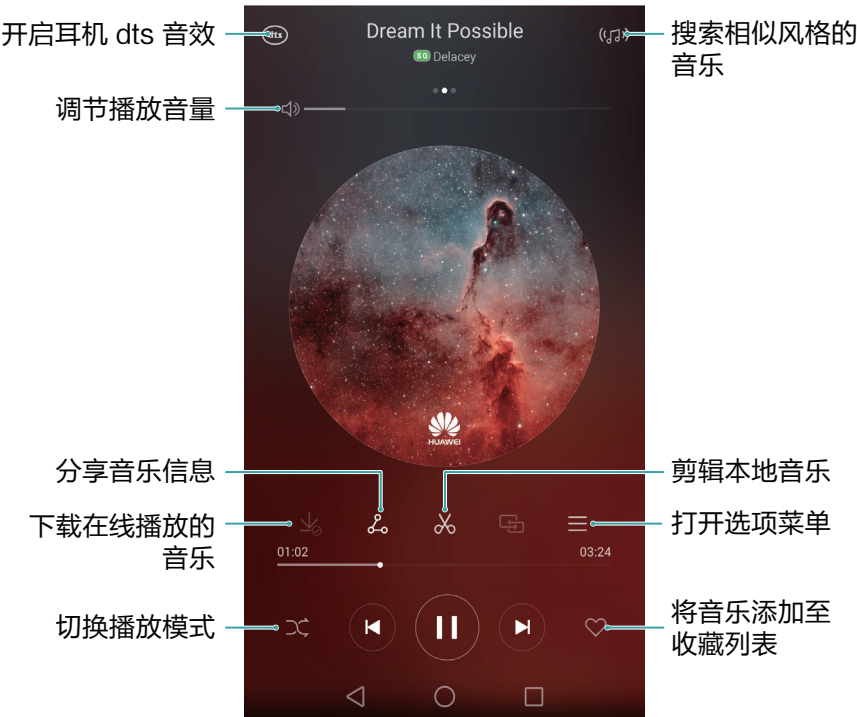 开启耳机 dts 音效
dts
Dream It Possible
SQ Delacey
搜索相似风格的
音乐
调节播放音量
HUAWEI
分享音乐信息
剪辑本地音乐
下载在线播放的
音乐
打开选项菜单
01:02
03:24
切换播放模式
将音乐添加至
收藏列表